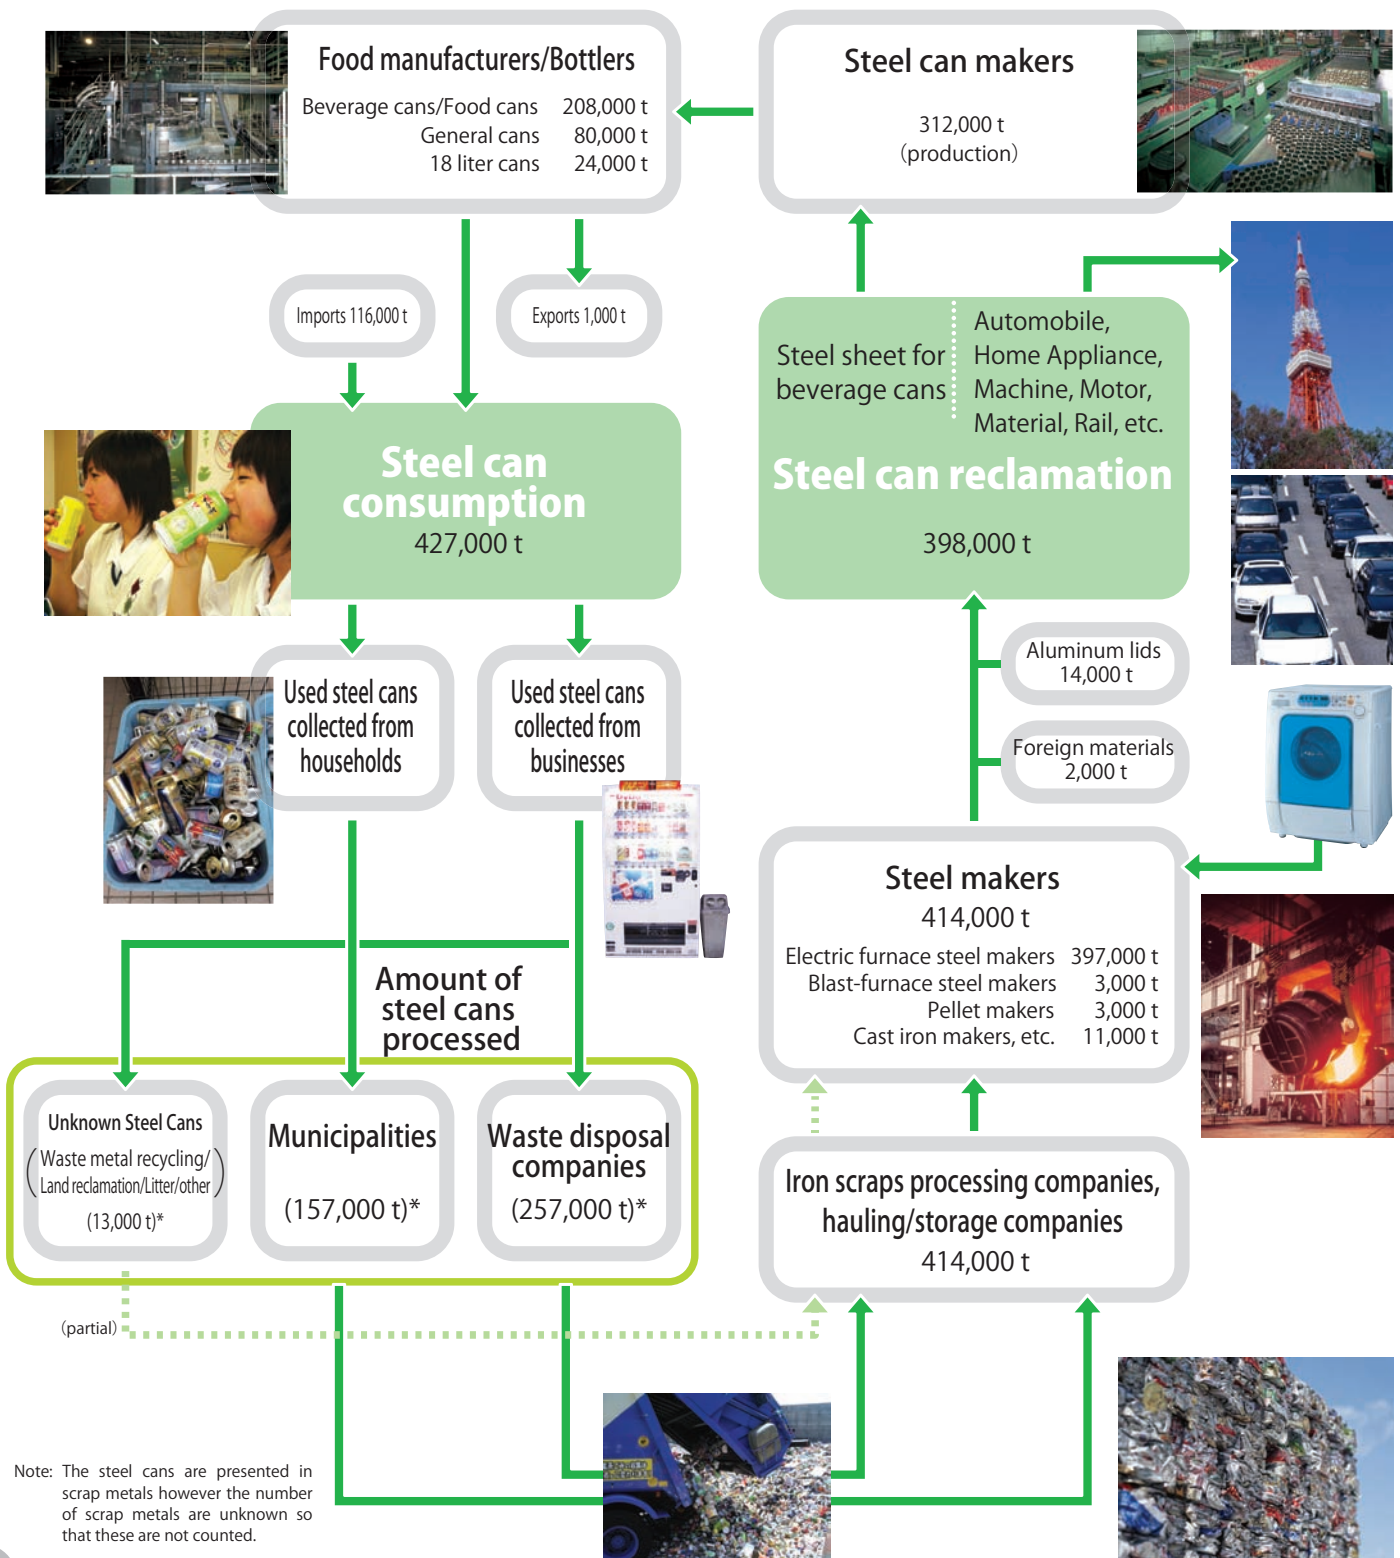 Food manufacturers/Bottlers
Beverage cans/Food cans 208,000 t
General cans 80,000 t
18 liter cans 24,000 t
Steel can makers
312,000 t
(production)
Imports 116,000 t
Exports 1,000 t
Steel sheet for
beverage cans
Automobile,
Home Appliance,
Machine, Motor,
Material, Rail, etc.
Steel can reclamation
398,000 t
Steel can
consumption
427,000 t
Used steel cans
collected from
households
Used steel cans
collected from
businesses
Aluminum lids
14,000 t
Foreign materials
2,000 t
Steel makers
414,000 t
Electric furnace steel makers 397,000 t
Blast-furnace steel makers 3,000 t
Pellet makers 3,000 t
Cast iron makers, etc. 11,000 t
Amount of
steel cans
processed
Unknown Steel Cans
(Waste metal recycling/
Land reclamation/Litter/other)
(13,000 t)*
Municipalities
(157,000 t)*
Waste disposal
companies
(257,000 t)*
Iron scraps processing companies,
hauling/storage companies
414,000 t
(partial)
Note: The steel cans are presented in
scrap metals however the number
of scrap metals are unknown so
that these are not counted.